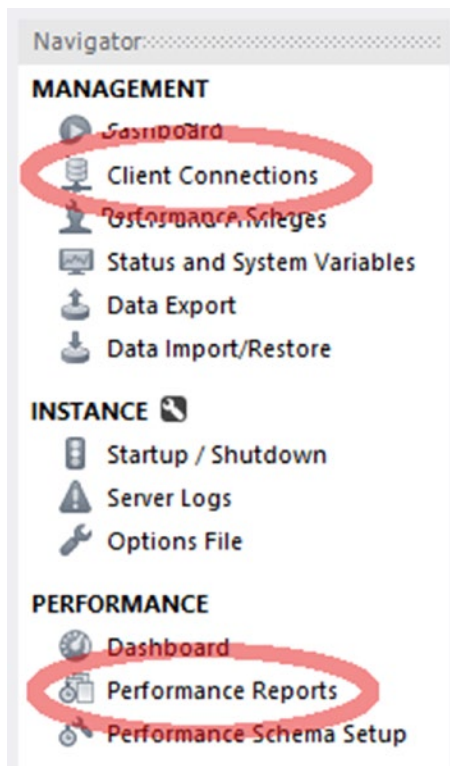 Navigator
MANAGEMENT
Dashboard
Client Connections
Status and System Variables
Data Export
Data Import/Restore
INSTANCE
Startup / Shutdown
Server Logs
Options File
PERFORMANCE
Dashboard
Performance Reports
Performance Schema Setup